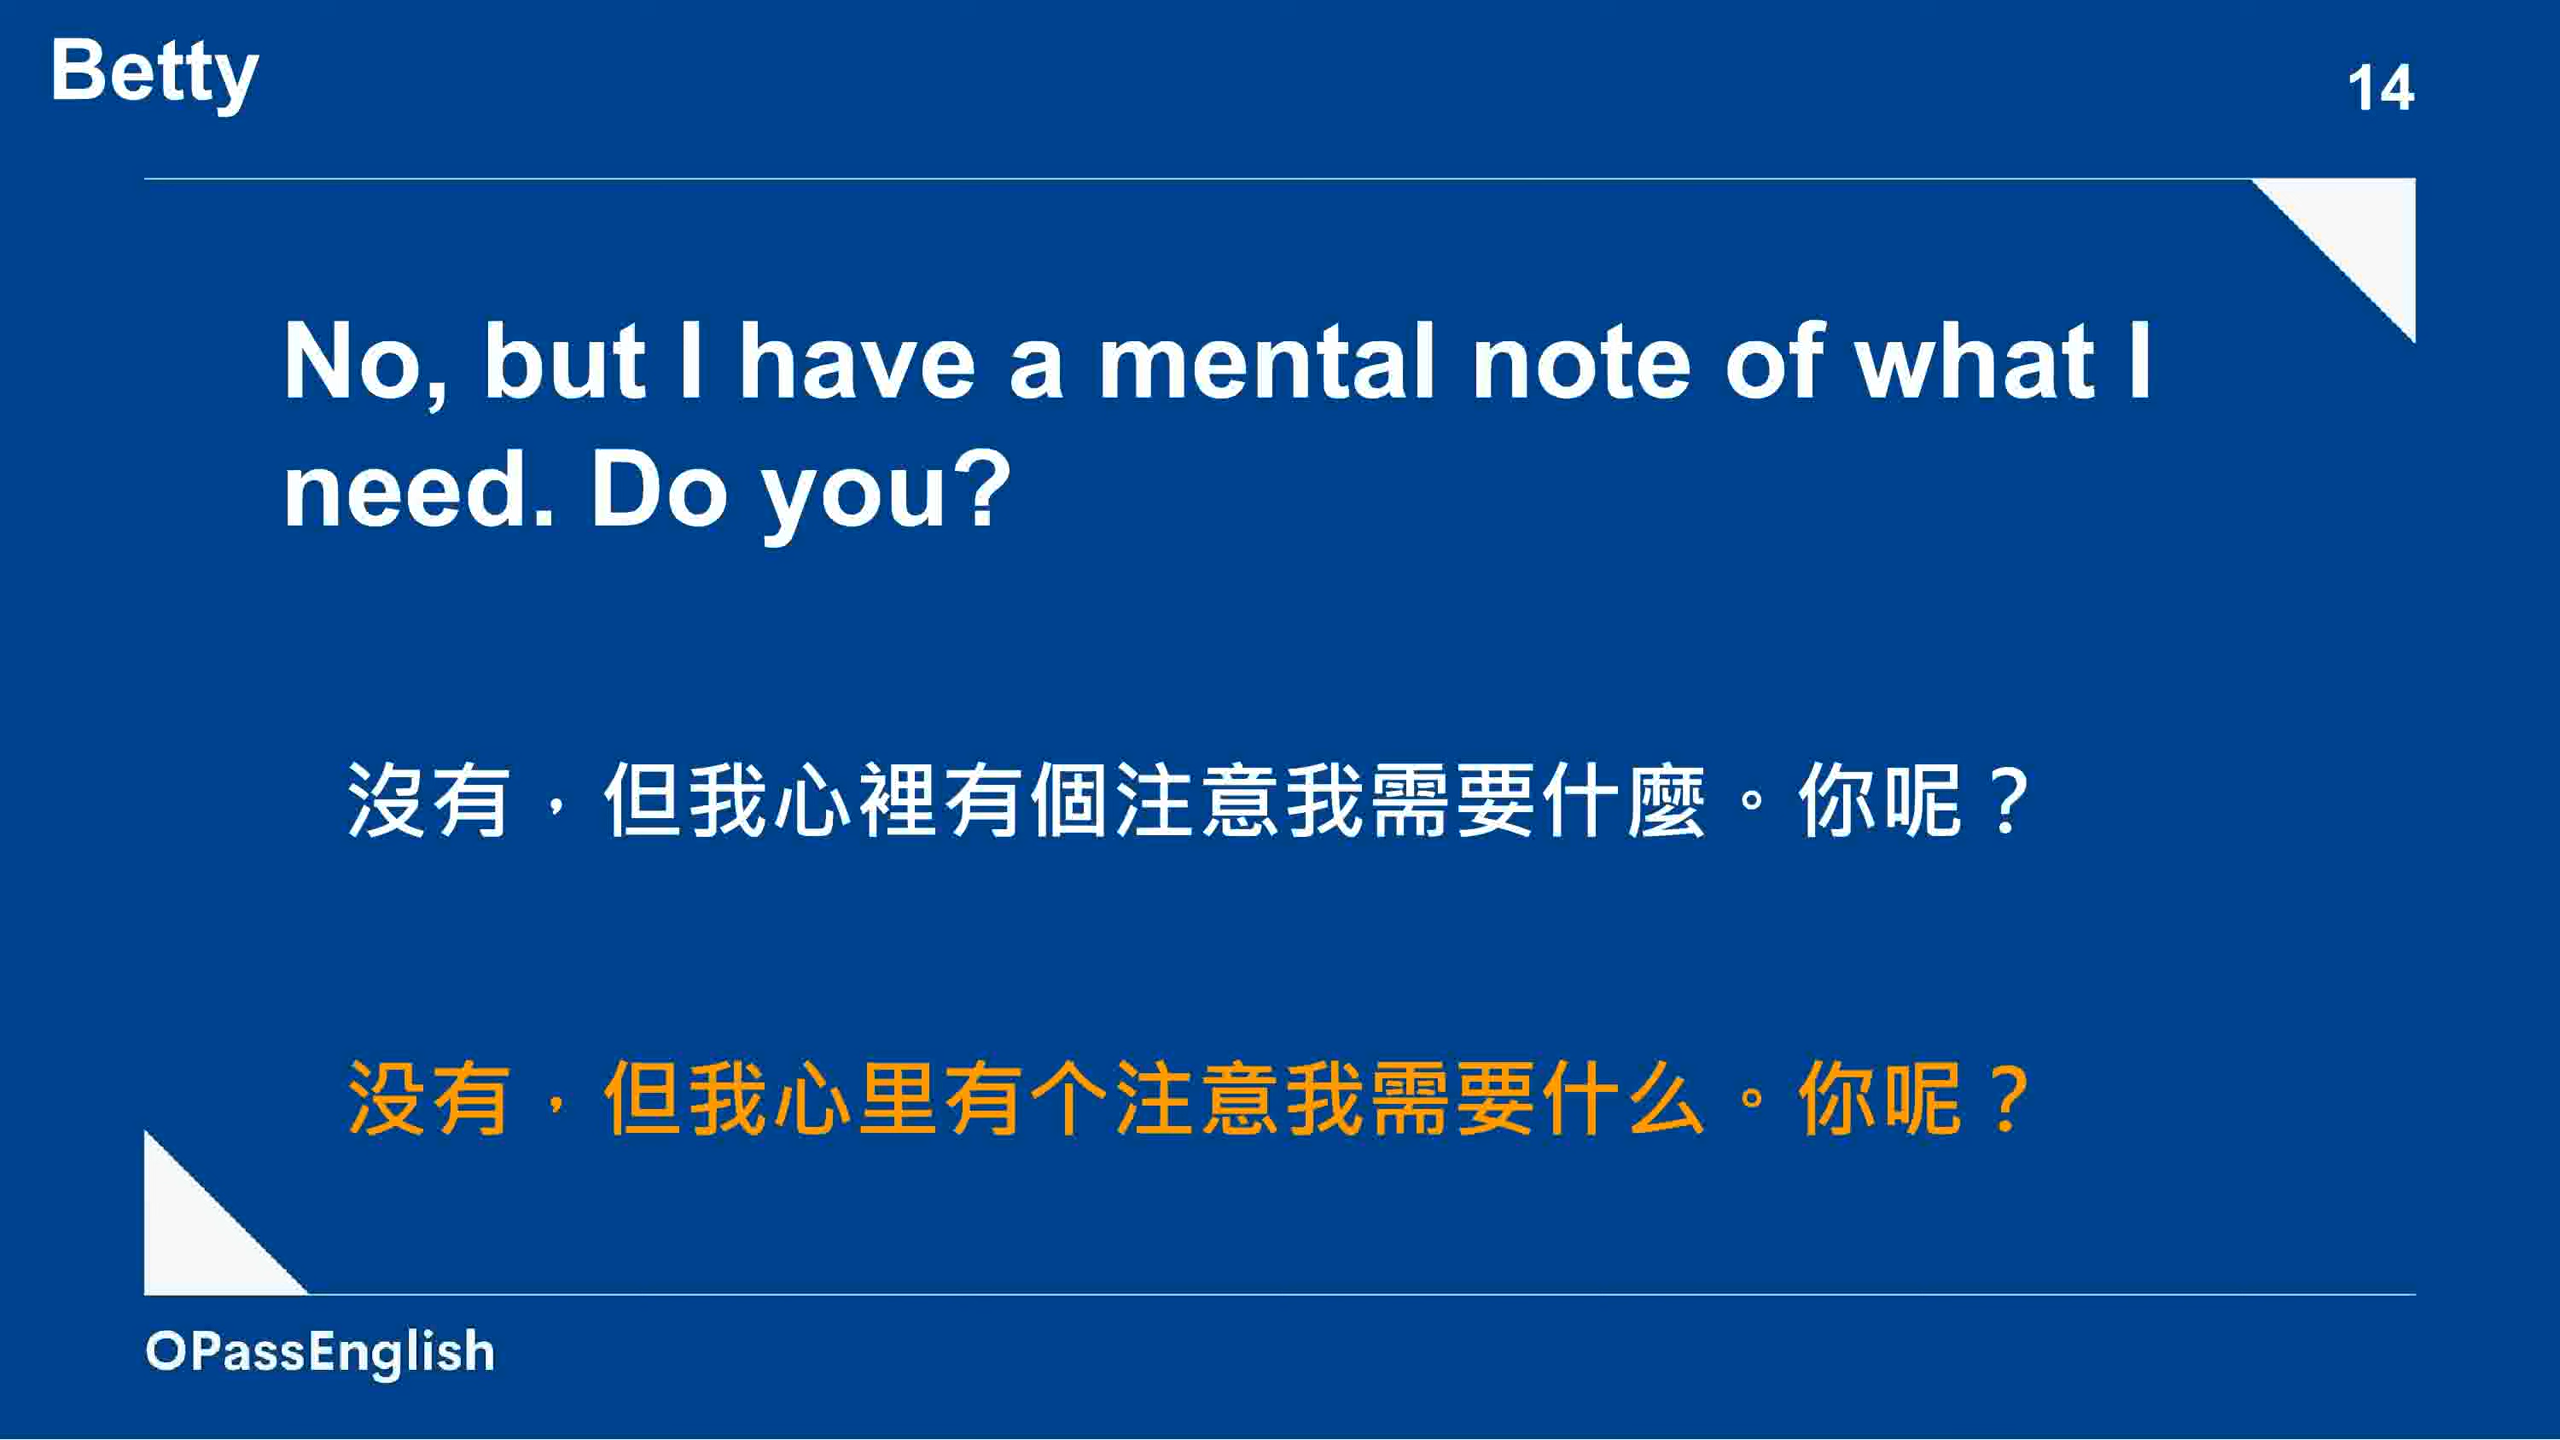 Betty
14
No, but I have a mental note of what I
need. Do you?
沒有，但我心裡有個注意我需要什麼。你呢？
没有，但我心里有个注意我需要什么。你呢？
OPassEnglish